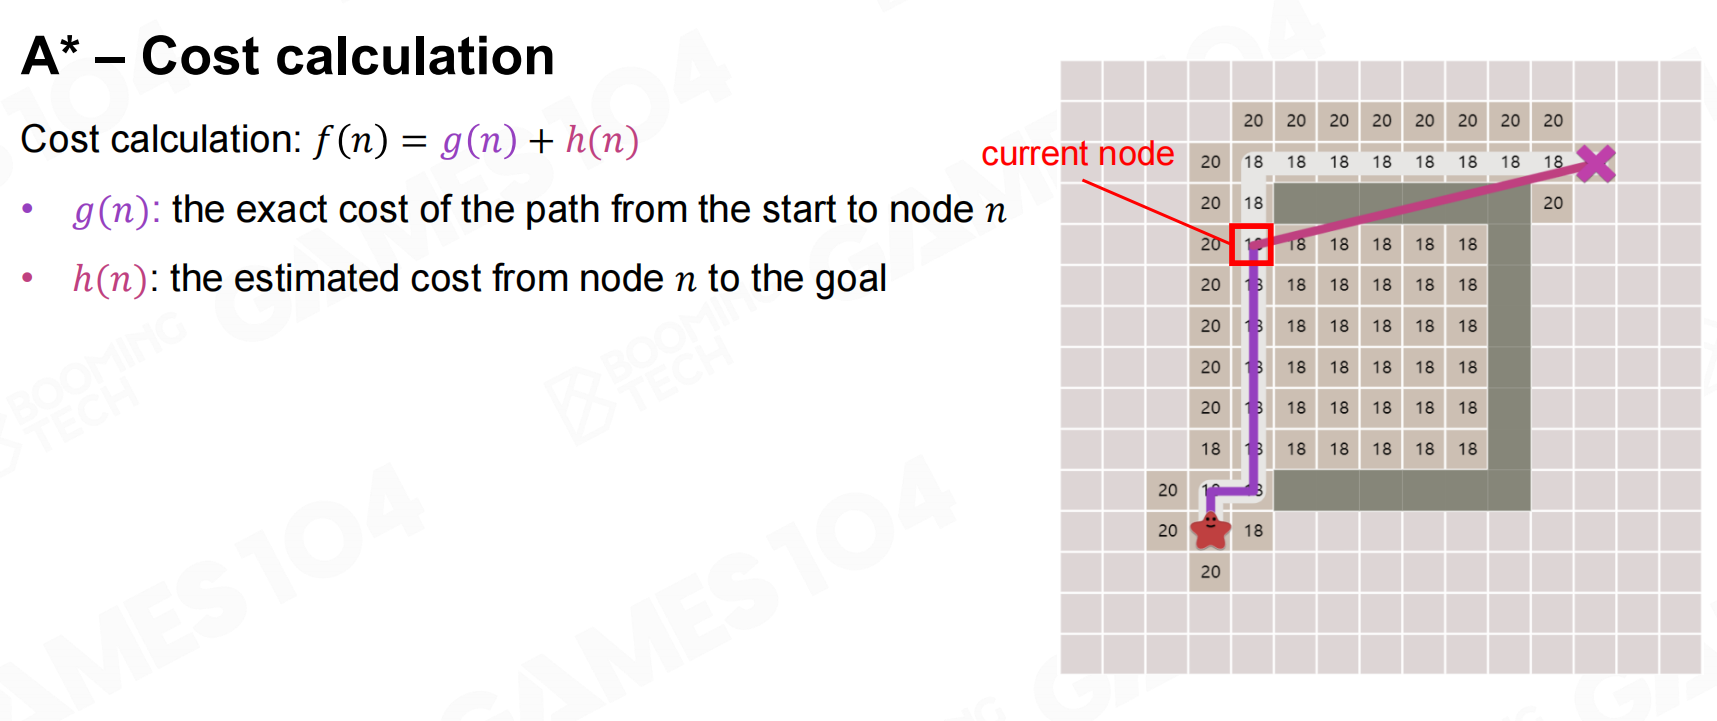 A* – Cost calculation
Cost calculation: f(n) = g(n) + h(n)
• g(n): the exact cost of the path from the start to node n
• h(n): the estimated cost from node n to the goal
current node
20 20 20 20 20 20 20 20
20 18 18 18 18 18 18 18 18
20 18 20
20 18 18 18 18 18 18
20 18 18 18 18 18 18
20 18 18 18 18 18 18
20 18 18 18 18 18 18
20 18 18 18 18 18 18
18 18 18 18 18 18 18
20 18 18
20 18
20
GAMES104
BOOMING
TECH
GAMES104
BOOMING
TECH
GAMES104
GAMES104